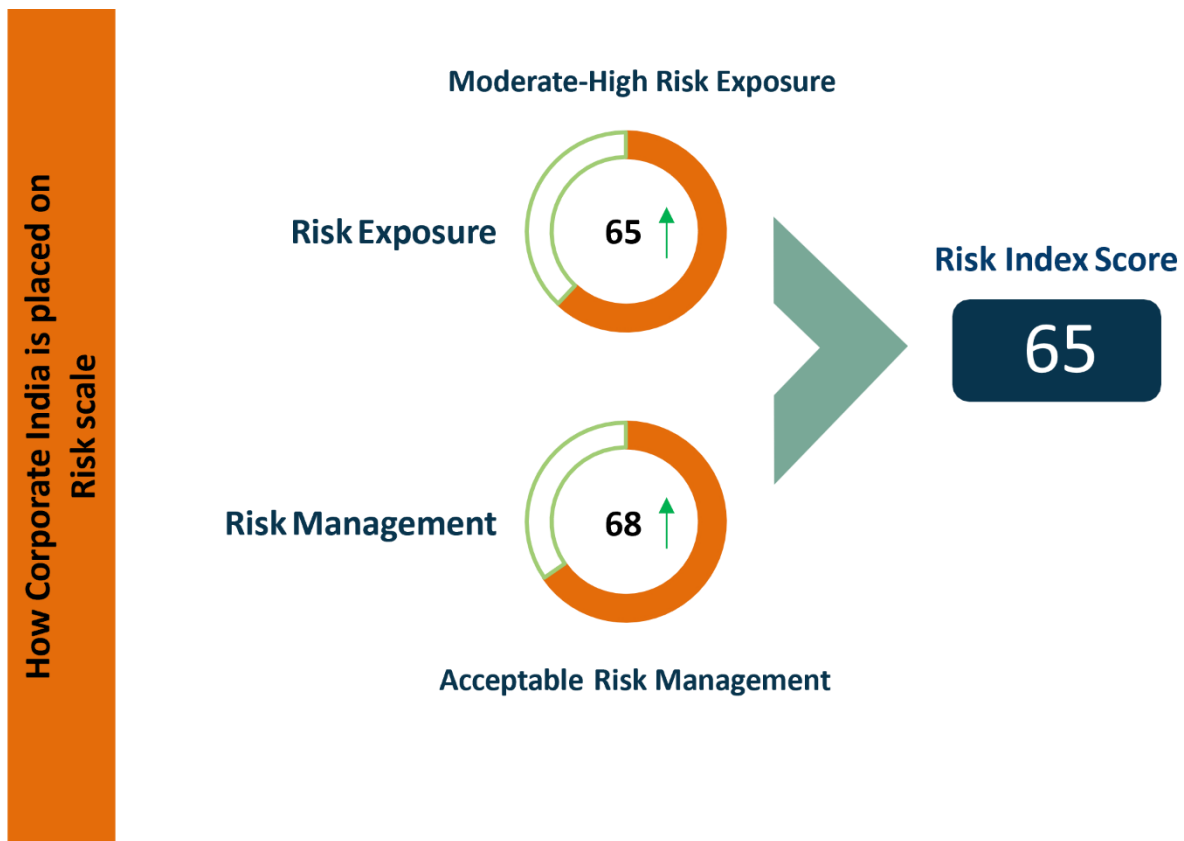 How Corporate India is placed on
Risk scale
Moderate-High Risk Exposure
Risk Exposure
65
Risk Index Score
65
Risk Management
68
Acceptable Risk Management